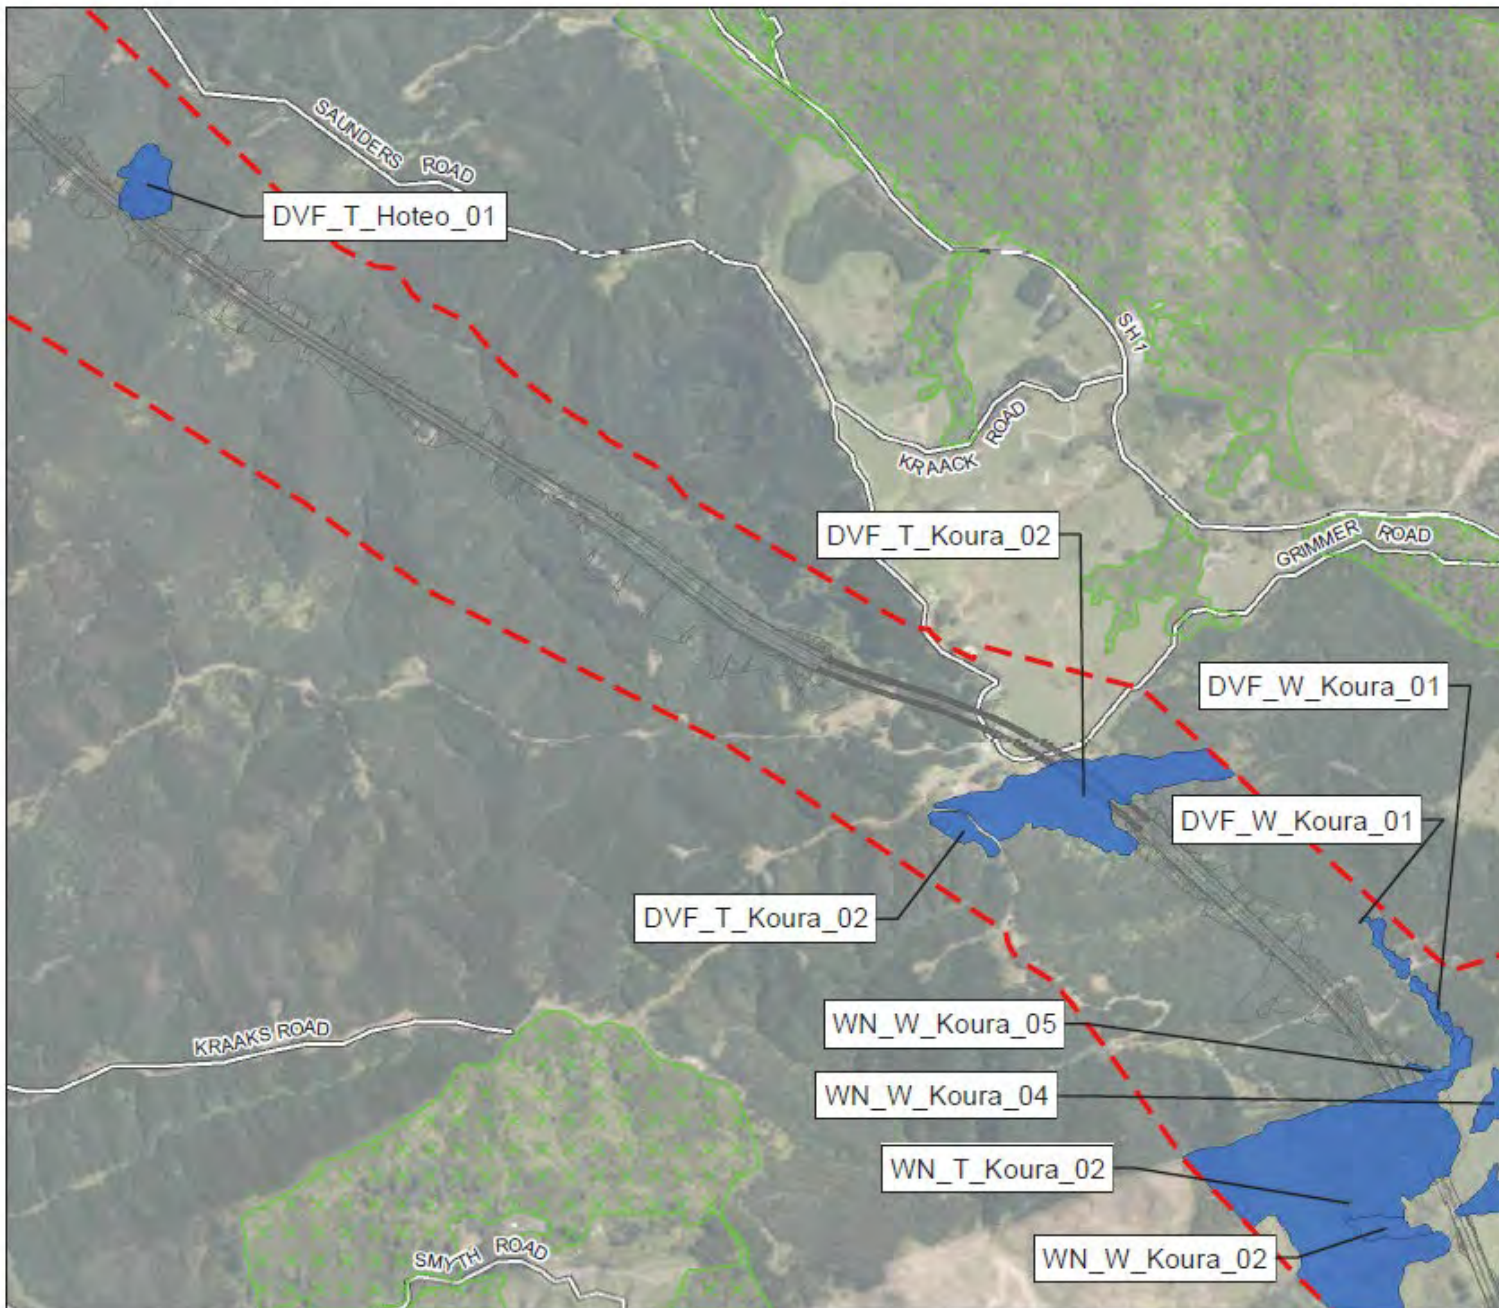 SAUNDERS ROAD
DVF_T_Hoteo_01
SH1
KRAACK ROAD
DVF_T_Koura_02
GRIMMER ROAD
DVF_W_Koura_01
DVF_W_Koura_01
DVF_T_Koura_02
WN_W_Koura_05
KRAAKS ROAD
WN_W_Koura_04
WN_T_Koura_02
WN_W_Koura_02
SMYTH ROAD